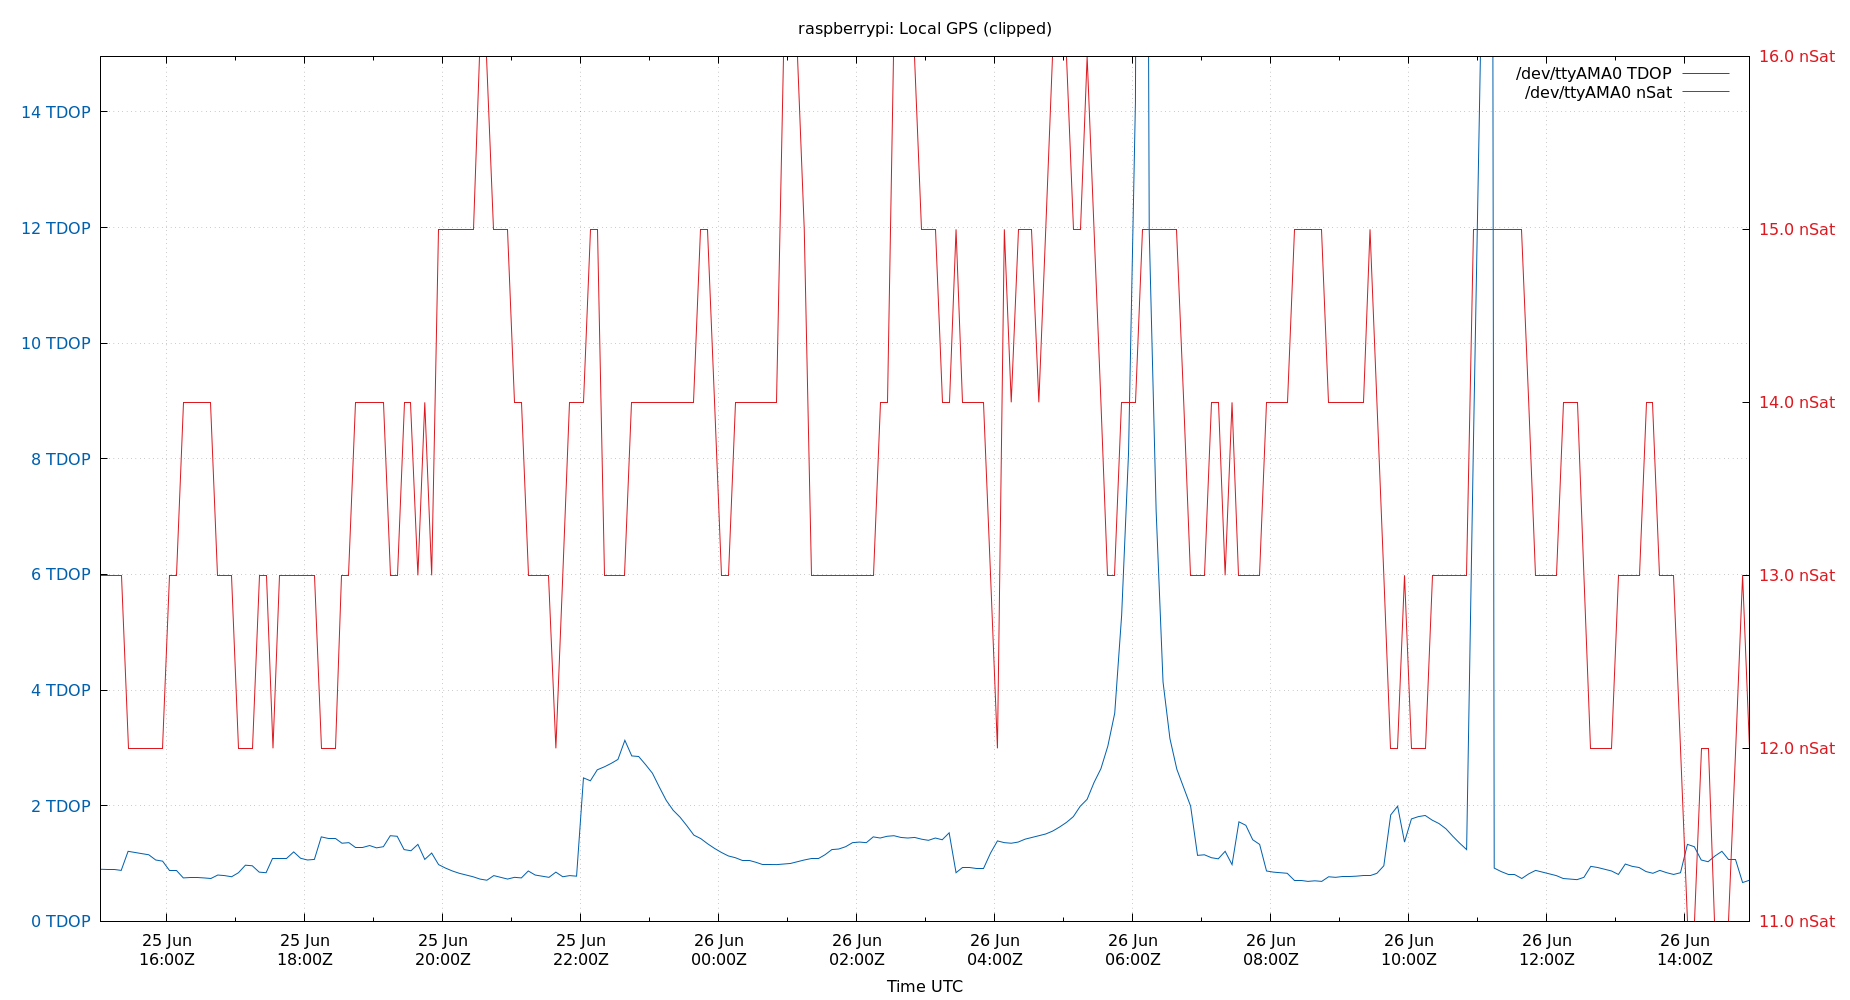 raspberrypi: Local GPS (clipped)
16.0 nSat
/dev/ttyAMA0 TDOP
/dev/ttyAMA0 nSat
14 TDOP
12 TDOP
15.0 nSat
10 TDOP
14.0 nSat
8 TDOP
6 TDOP
13.0 nSat
4 TDOP
12.0 nSat
2 TDOP
0 TDOP
11.0 nSat
25 Jun 25 Jun 25 Jun 25 Jun 26 Jun 26 Jun 26 Jun 26 Jun 26 Jun 26 Jun 26 Jun 26 Jun
16:00Z 18:00Z 20:00Z 22:00Z 00:00Z 02:00Z 04:00Z 06:00Z 08:00Z 10:00Z 12:00Z 14:00Z
Time UTC